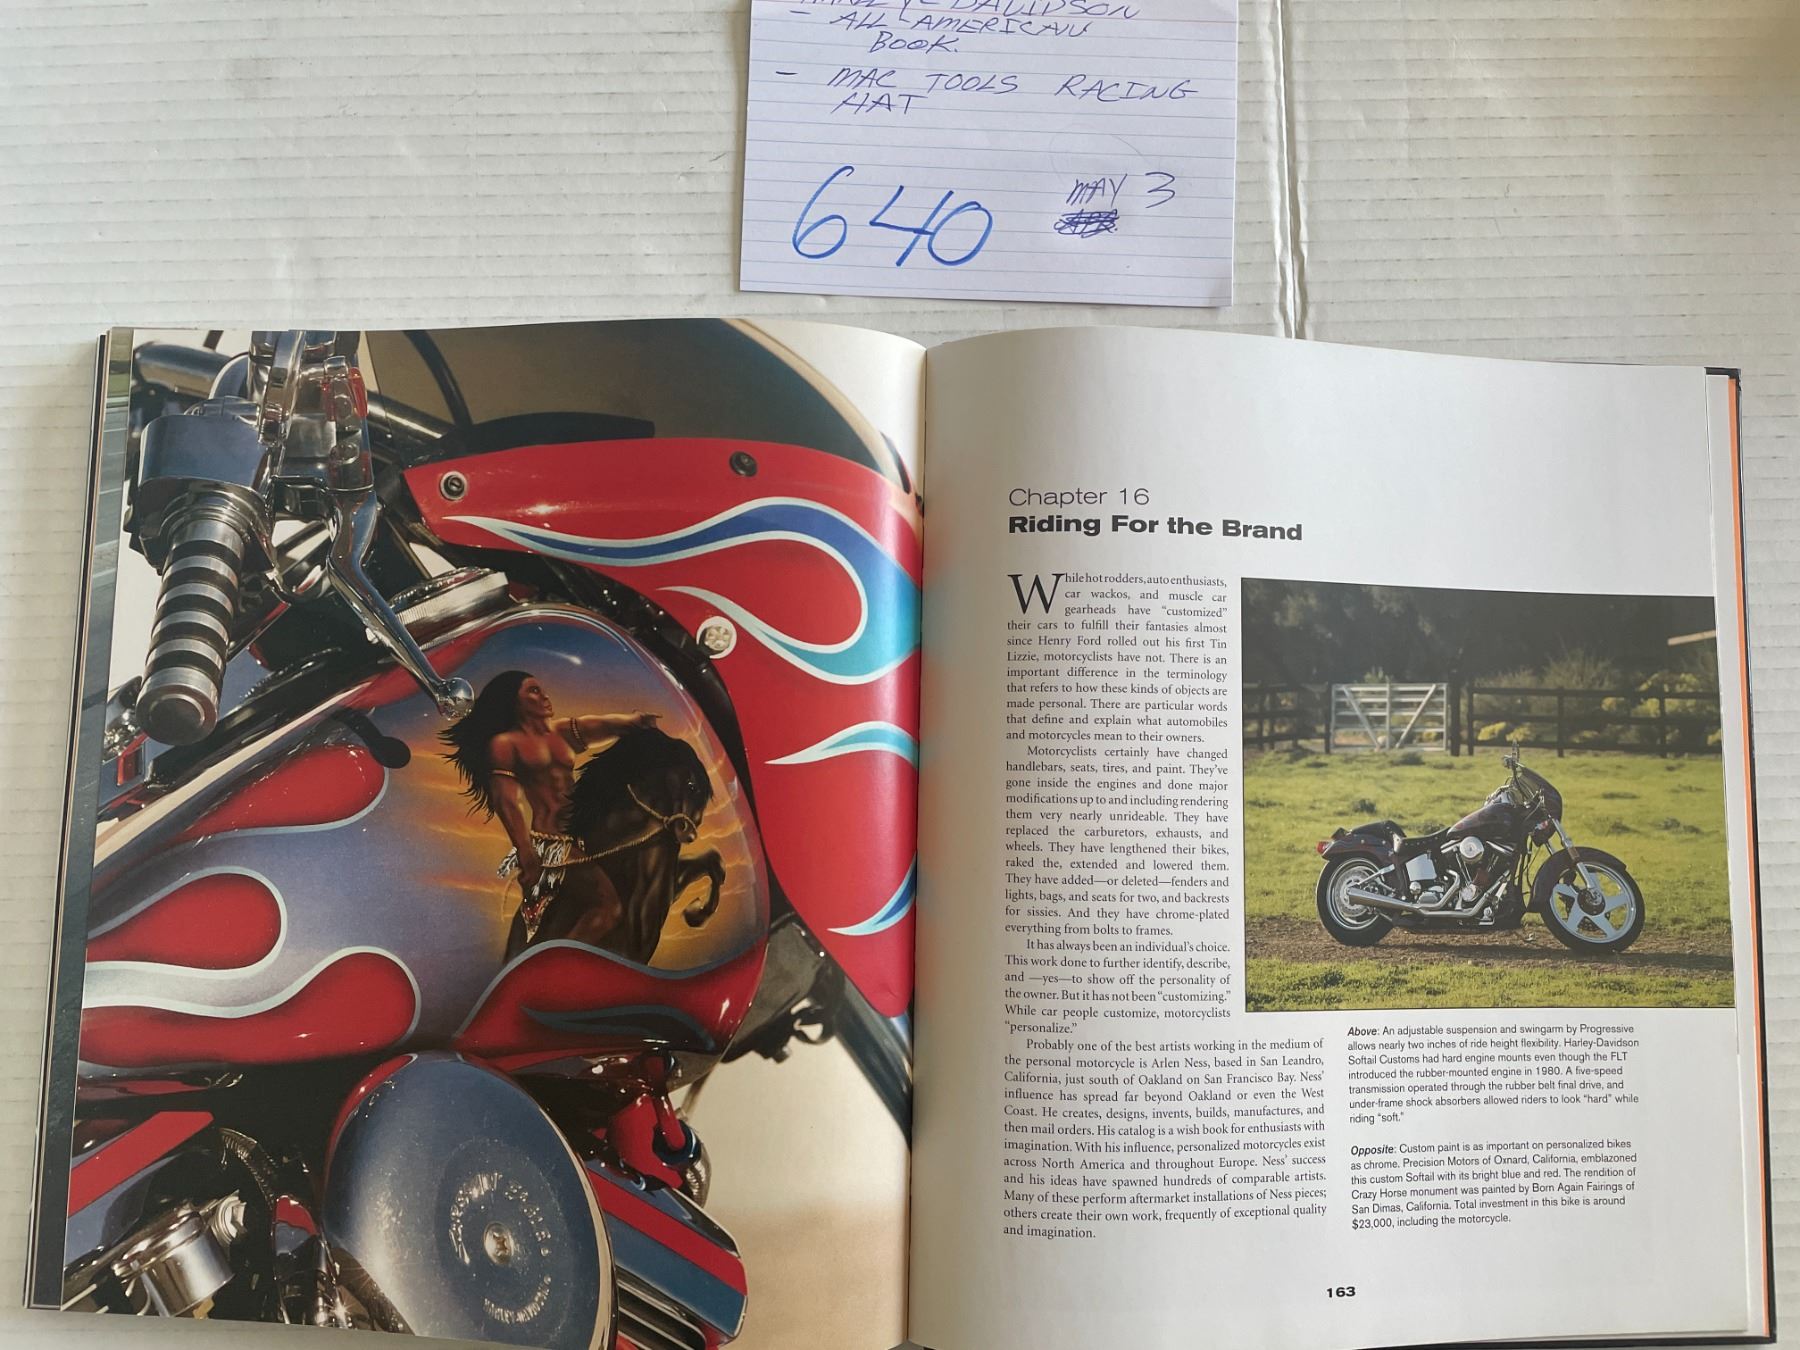 HARLEY-DAVIDSON
- ALL-AMERICAN
BOOK.
- MAC TOOLS RACING
HAT
640
MAY 3
Chapter 16
Riding For the Brand
While hot rodders, auto enthusiasts,
car wackos, and muscle car
gearheads have "customized"
their cars to fulfill their fantasies almost
since Henry Ford rolled out his first Tin
Lizzie, motorcyclists have not. There is an
important difference in the terminology
that refers to how these kinds of objects are
made personal. There are particular words
that define and explain what automobiles
and motorcycles mean to their owners.
Motorcyclists certainly have changed
handlebars, seats, tires, and paint. They've
gone inside the engines and done major
modifications up to and including rendering
them very nearly unrideable. They have
replaced the carburetors, exhausts, and
wheels. They have lengthened their bikes,
raked the, extended and lowered them.
They have added—or deleted—fenders and
lights, bags, and seats for two, and backrests
for sissies. And they have chrome-plated
everything from bolts to frames.
It has always been an individual's choice.
This work done to further identify, describe,
and —yes—to show off the personality of
the owner. But it has not been "customizing."
While car people customize, motorcyclists
"personalize."
Probably one of the best artists working in the medium of
the personal motorcycle is Arlen Ness, based in San Leandro,
California, just south of Oakland on San Francisco Bay. Ness'
influence has spread far beyond Oakland or even the West
Coast. He creates, designs, invents, builds, manufactures, and
then mail orders. His catalog is a wish book for enthusiasts with
imagination. With his influence, personalized motorcycles exist
across North America and throughout Europe. Ness' success
and his ideas have spawned hundreds of comparable artists.
Many of these perform aftermarket installations of Ness pieces;
others create their own work, frequently of exceptional quality
and imagination.
Above: An adjustable suspension and swingarm by Progressive
allows nearly two inches of ride height flexibility. Harley-Davidson
Softail Customs had hard engine mounts even though the FLT
introduced the rubber-mounted engine in 1980. A five-speed
transmission operated through the rubber belt final drive, and
under-frame shock absorbers allowed riders to look "hard" while
riding "soft."
Opposite: Custom paint is as important on personalized bikes
as chrome. Precision Motors of Oxnard, California, emblazoned
this custom Softail with its bright blue and red. The rendition of
Crazy Horse monument was painted by Born Again Fairings of
San Dimas, California. Total investment in this bike is around
$23,000, including the motorcycle.
163